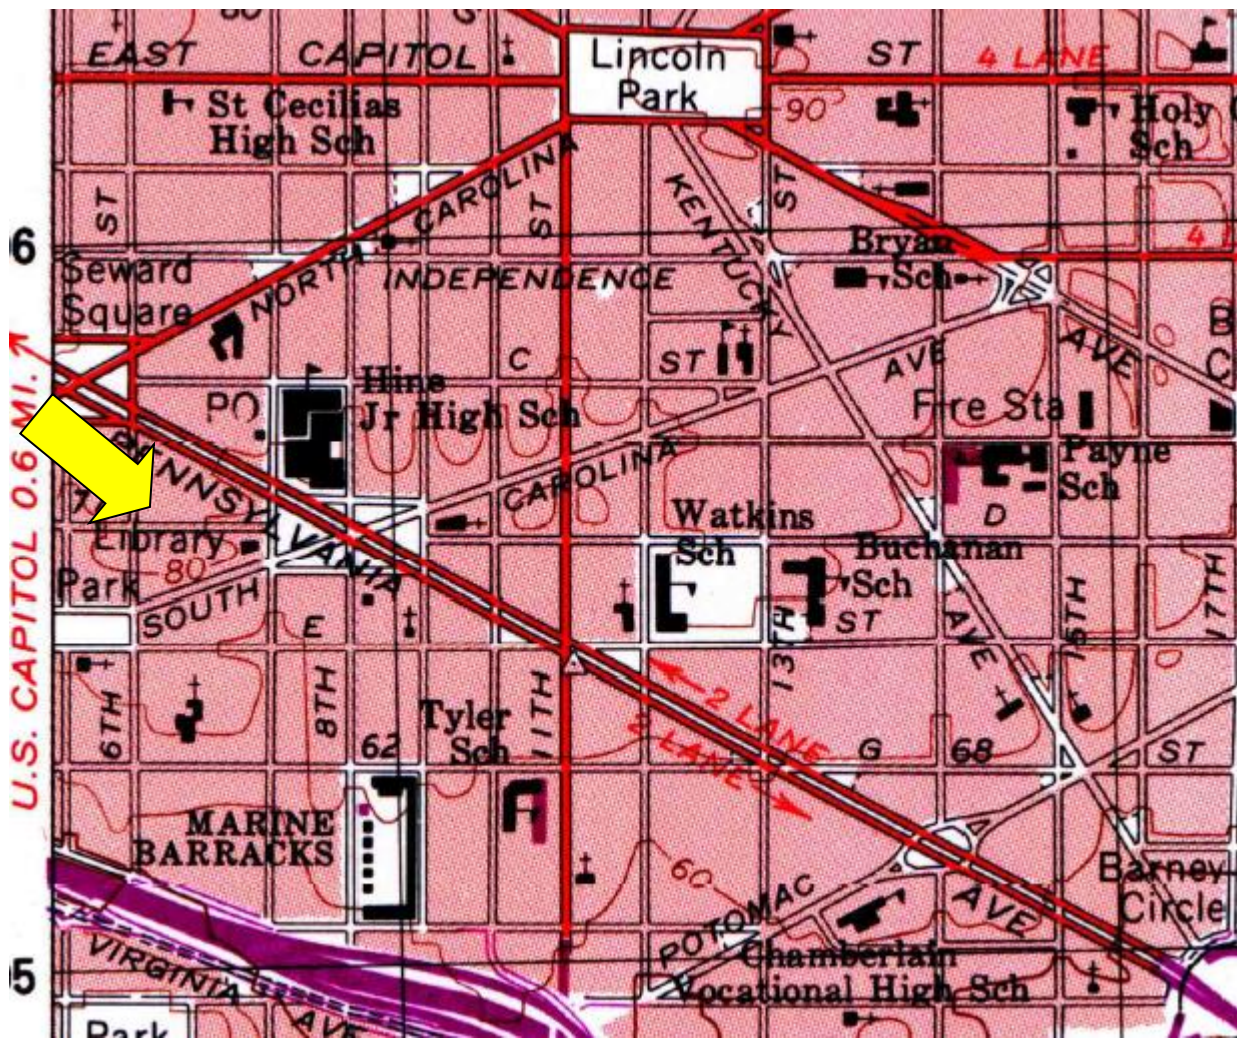 EAST CAPITOL ST
4 LANE
Lincoln
Park
St Cecilias
High Sch
90
Holy
Sch
CAROLINA
ST
ST
KENTUCKY
ST
Bryan
Sch
4
Seward
Square
NORTH
INDEPENDENCE
C ST
AVE
AVE
B
C
PO
Hine
Jr High Sch
Fire Sta
Payne
Sch
U.S. CAPITOL 0.6 MI.
PENNSYLVANIA
CAROLINA
Watkins
Sch
D
Buchanan
Sch
Library
80
Park
SOUTH
E
ST
13TH
AVE
15TH
17TH
6TH
8TH
11TH
Tyler
Sch
62
2 LANE
2 LANE
G
68
ST
MARINE
BARRACKS
60
Barney
Circle
POTOMAC
AVE
Chamberlain
Vocational High Sch
VIRGINIA
AVE
Park